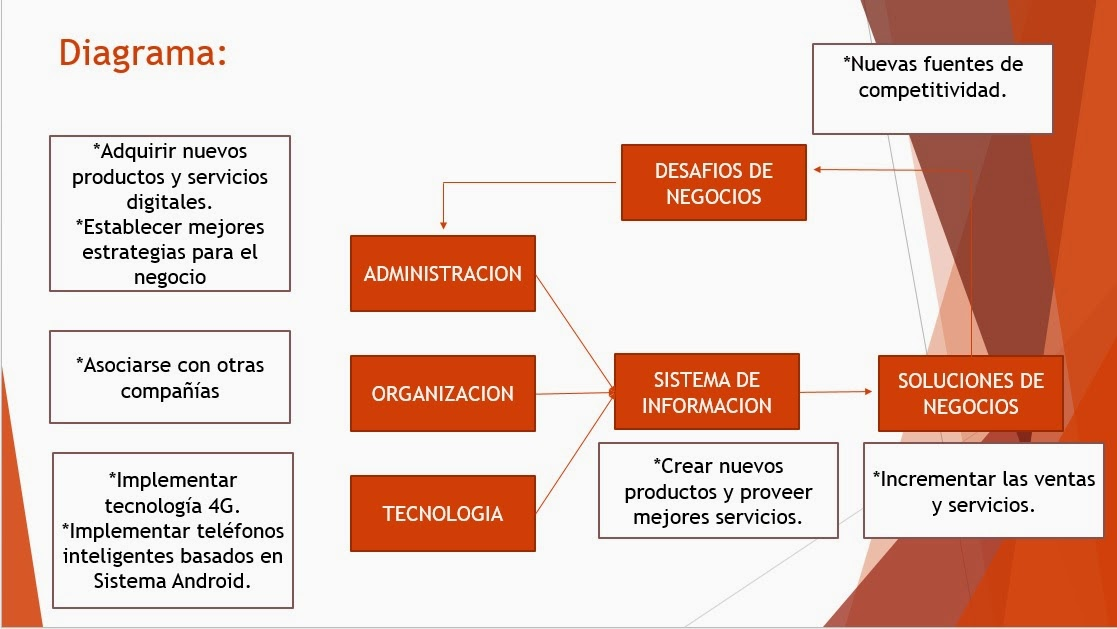 Diagrama:
*Nuevas fuentes de
competitividad.
*Adquirir nuevos
productos y servicios
digitales.
*Establecer mejores
estrategias para el
negocio
DESAFIOS DE
NEGOCIOS
ADMINISTRACION
*Asociarse con otras
compañías
ORGANIZACION
SISTEMA DE
INFORMACION
SOLUCIONES DE
NEGOCIOS
*Implementar
tecnología 4G.
*Implementar teléfonos
inteligentes basados en
Sistema Android.
TECNOLOGIA
*Crear nuevos
productos y proveer
mejores servicios.
*Incrementar las ventas
y servicios.